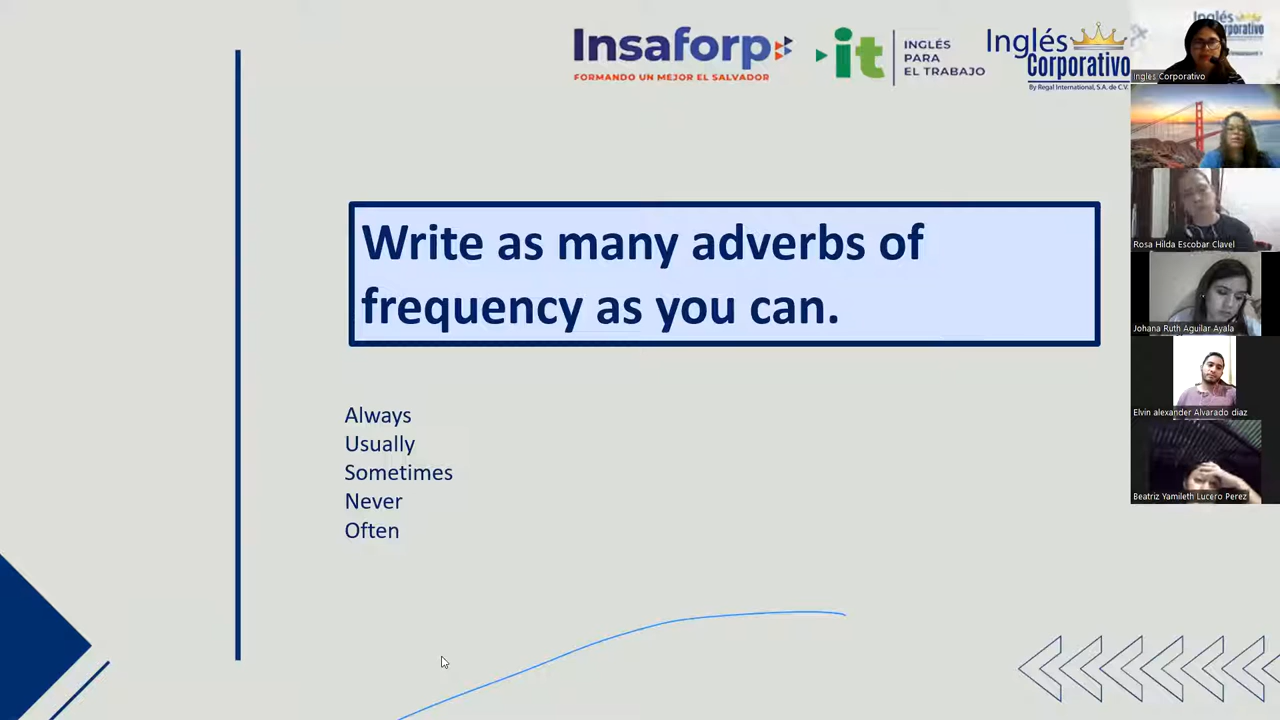 Insaforp
FORMANDO UN MEJOR EL SALVADOR
it
INGLÉS
PARA
EL TRABAJO
Inglés
Corporativo
By Regal International, S.A. de C.V.
Write as many adverbs of
frequency as you can.
Always
Usually
Sometimes
Never
Often
Inglés
Ingles Corporativo
Rosa Hilda Escobar Clavel
Johana Ruth Aguilar Ayala
Elvin alexander Alvarado diaz
Beatriz Yamileth Lucero Perez